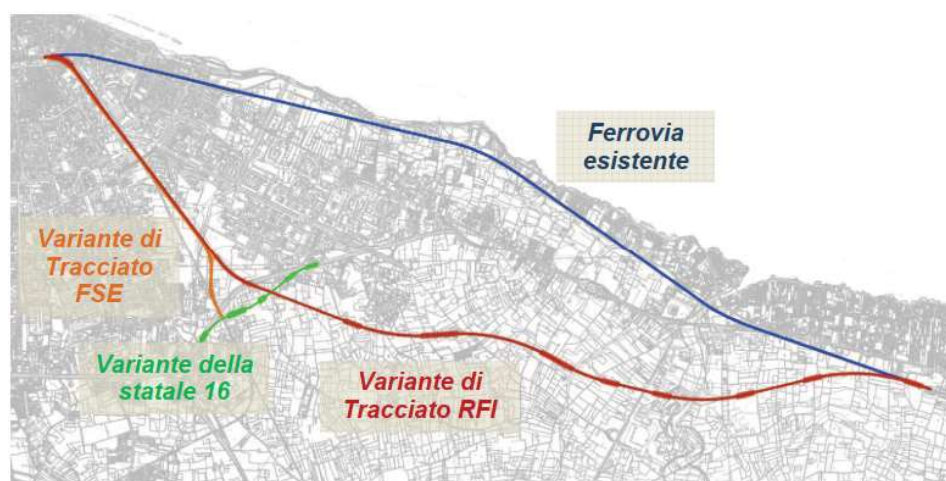 Ferrovia
esistente
Variante di
Tracciato
FSE
Variante della
statale 16
Variante di
Tracciato RFI